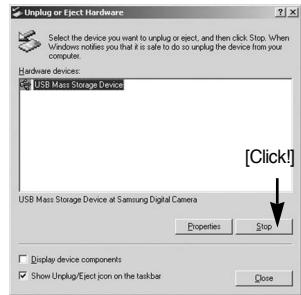 Unplug or Eject Hardware
Select the device you want to unplug or eject, and then click Stop. When
Windows notifies you that it is safe to do so unplug the device from your
computer.
Hardware devices:
USB Mass Storage Device
[Click!]
USB Mass Storage Device at Samsung Digital Camera
Properties
Stop
Display device components
Show Unplug/Eject icon on the taskbar
Close